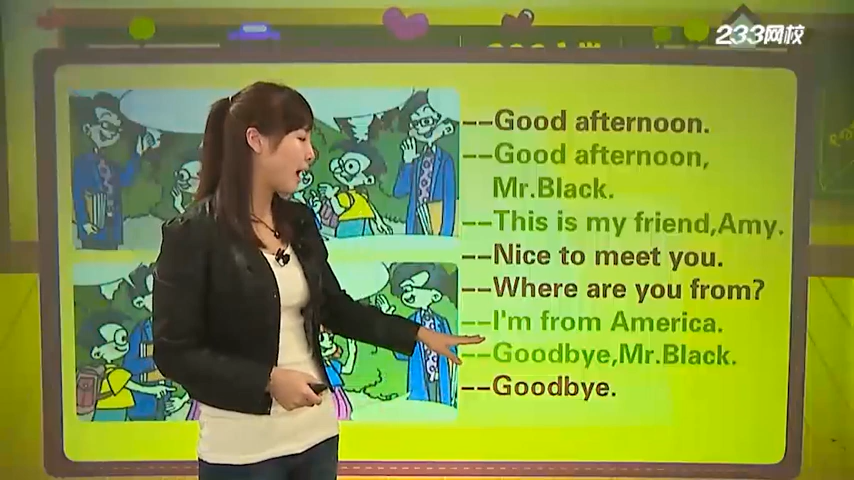 233网校
--Good afternoon.
--Good afternoon,
Mr.Black.
--This is my friend,Amy.
--Nice to meet you.
--Where are you from?
--I'm from America.
--Goodbye,Mr.Black.
--Goodbye.